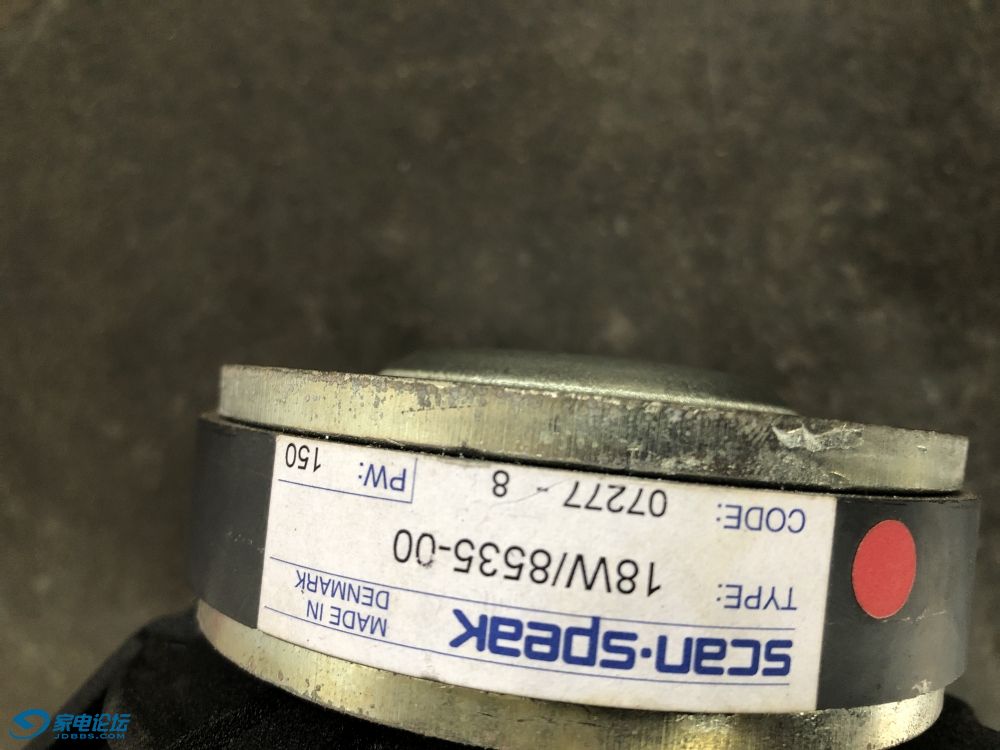 scan·speak
MADE IN
DENMARK
TYPE: 18W/8535-00
CODE: 07277 - 8
PW: 150
家电论坛
JDBBS.COM